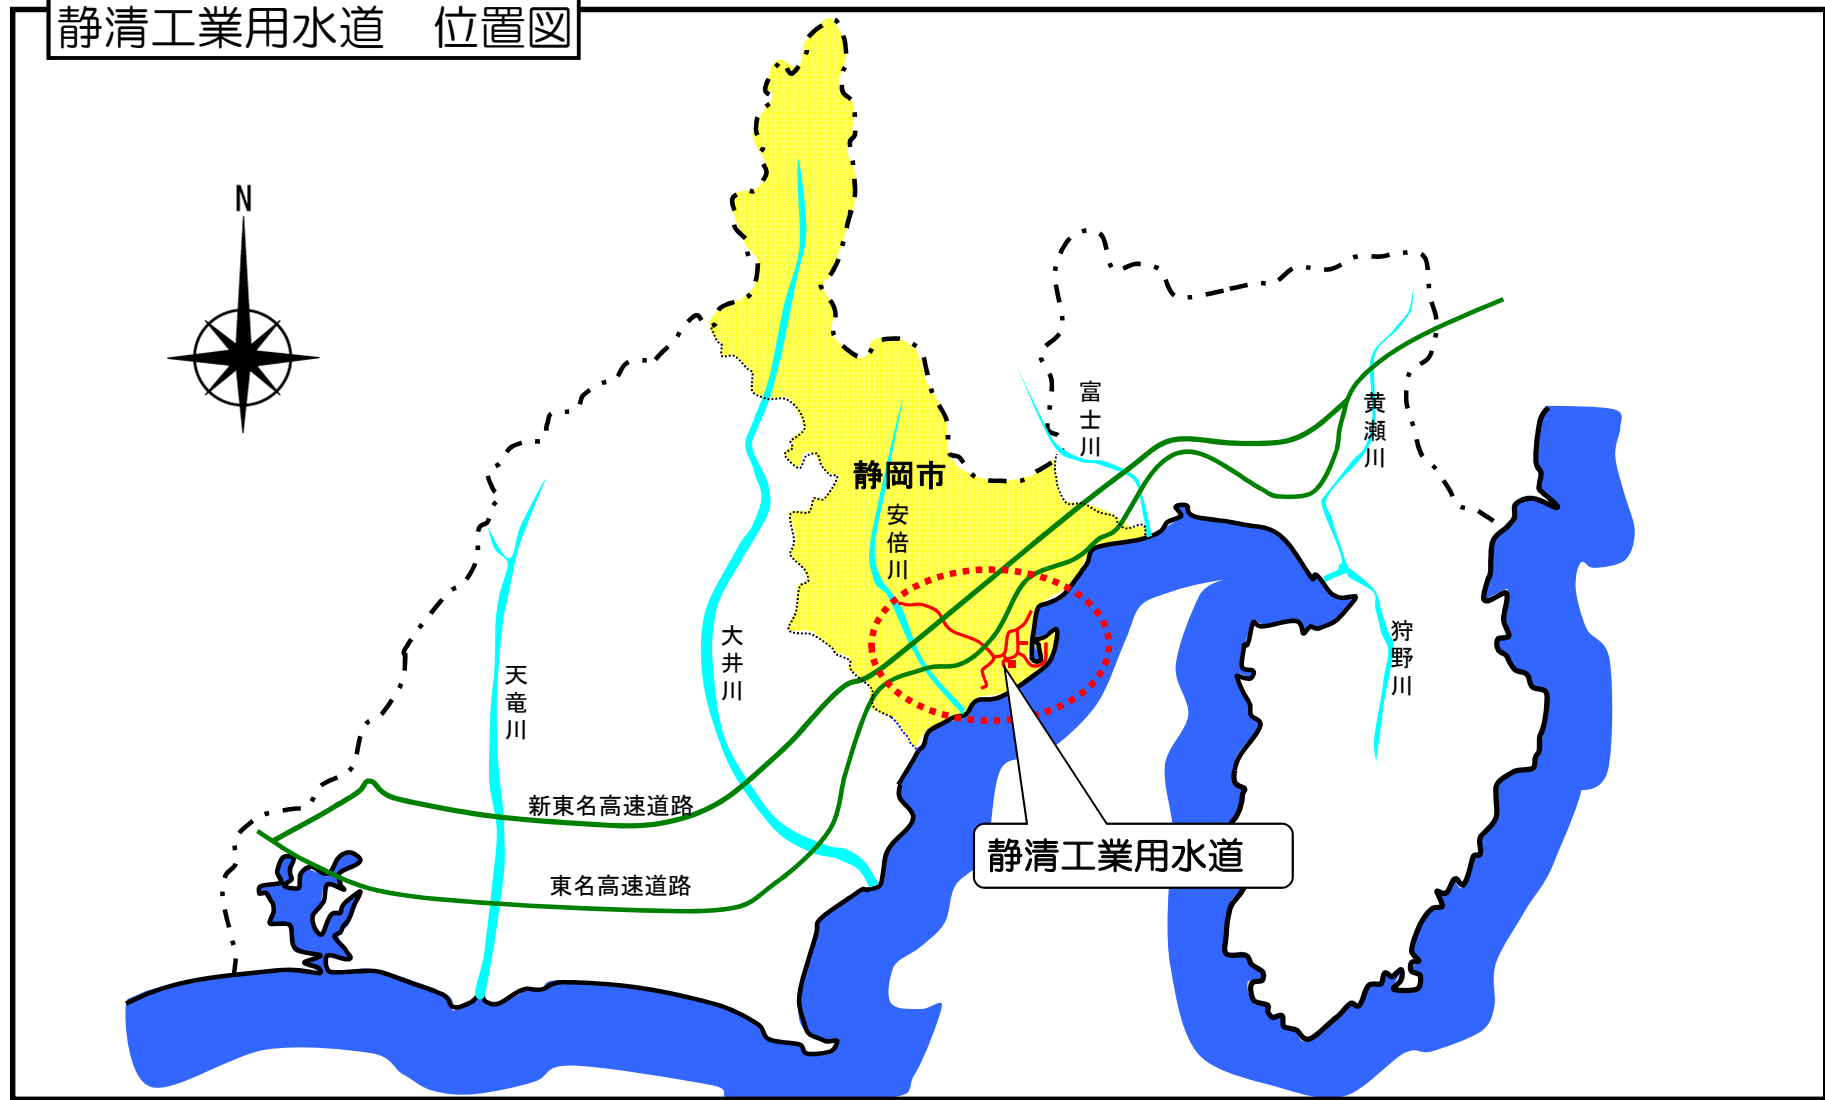 静清工業用水道　位置図
N
富士川
黄瀬川
静岡市
安倍川
大井川
狩野川
天竜川
新東名高速道路
静清工業用水道
東名高速道路